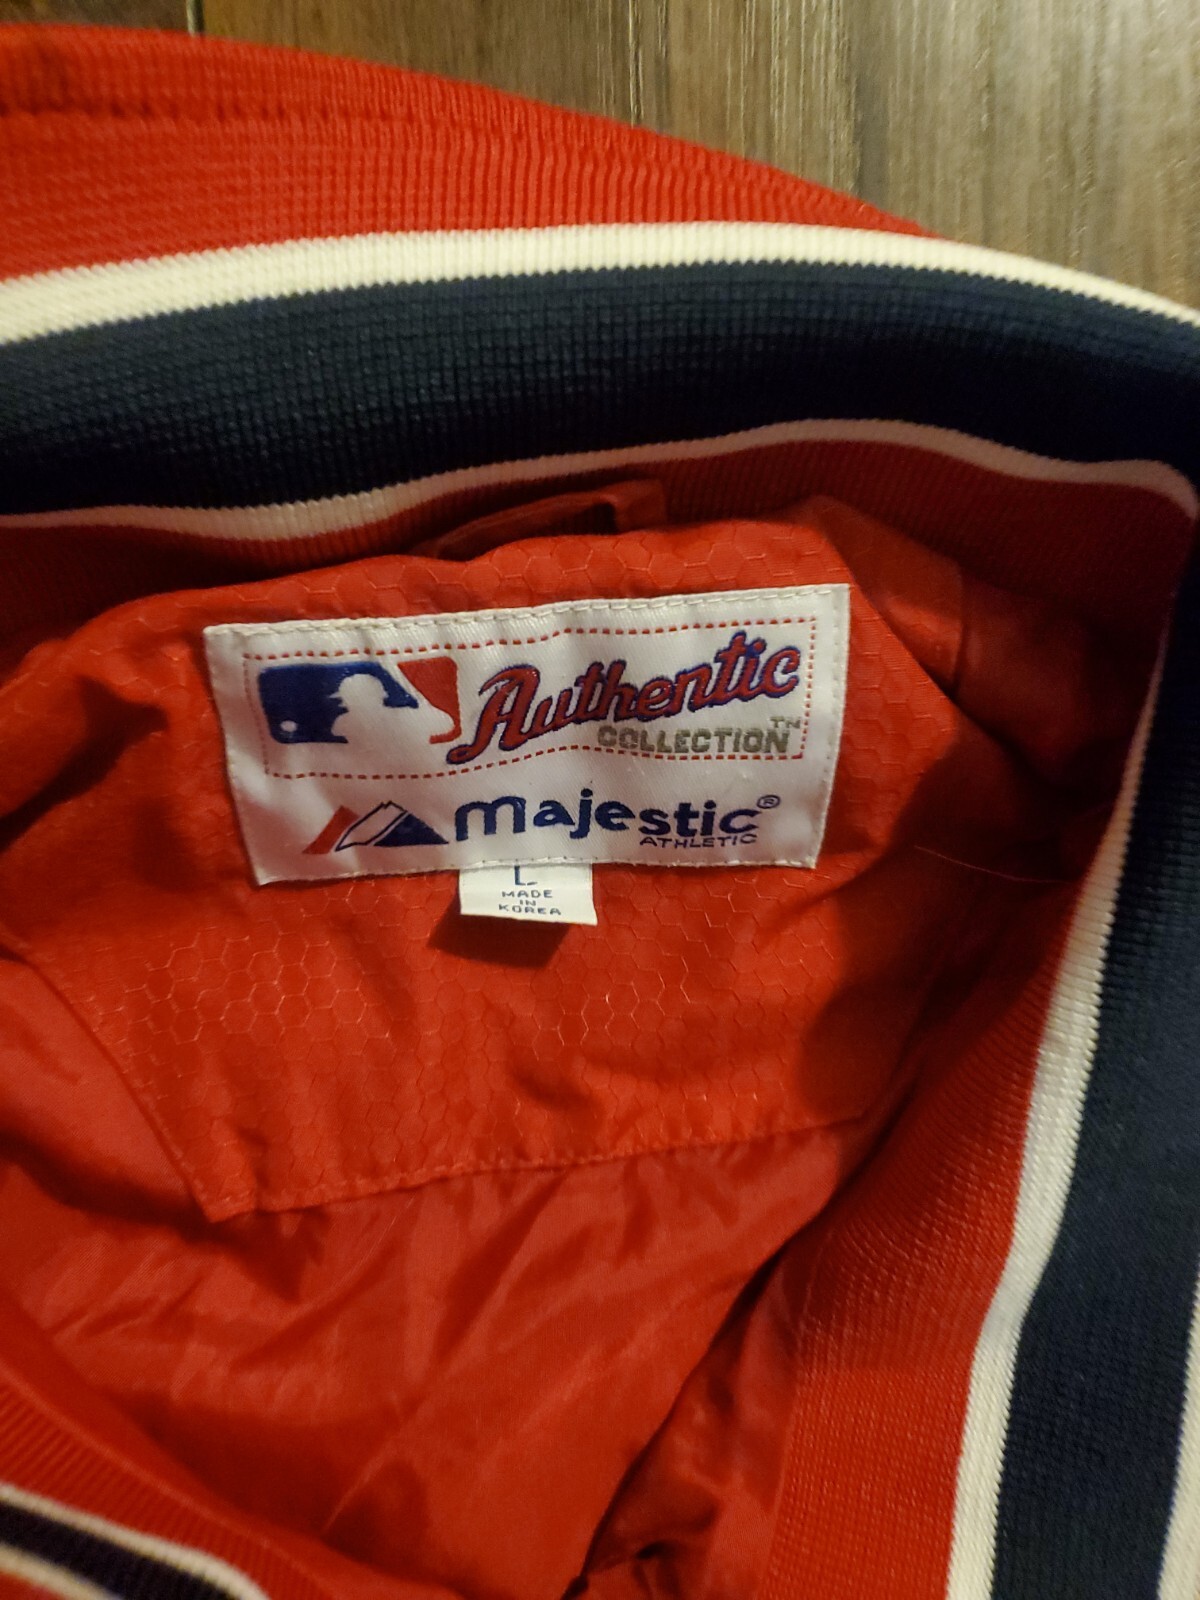 Authentic
COLLECTION™
majestic®
ATHLETIC
L
MADE
IN
KOREA